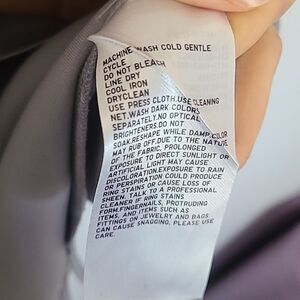 MACHINE WASH COLD GENTLE
CYCLE
DO NOT BLEACH
LINE DRY
COOL IRON
DRYCLEAN
USE PRESS CLOTH.USE CLEANING
NET.WASH DARK COLORS
SEPARATELY.NO OPTICAL
BRIGHTENERS.DO NOT
SOAK.RESHAPE WHILE DAMP.COLOR
MAY RUB OFF.DUE TO THE NATURE
OF THE FABRIC, PROLONGED
EXPOSURE TO DIRECT SUNLIGHT OR
ARTIFICIAL LIGHT MAY CAUSE
DISCOLORATION.EXPOSURE TO RAIN
OR PERSPIRATION COULD PRODUCE
RING STAINS OR CAUSE LOSS OF
SHEEN. TALK TO A PROFESSIONAL
CLEANER IF RING STAINS
FORM.FINGERNAILS, PROTRUDING
ITEMS, AND ITEMS SUCH AS
FITTINGS ON JEWELRY AND BAGS
CAN CAUSE SNAGGING. PLEASE USE
CARE.